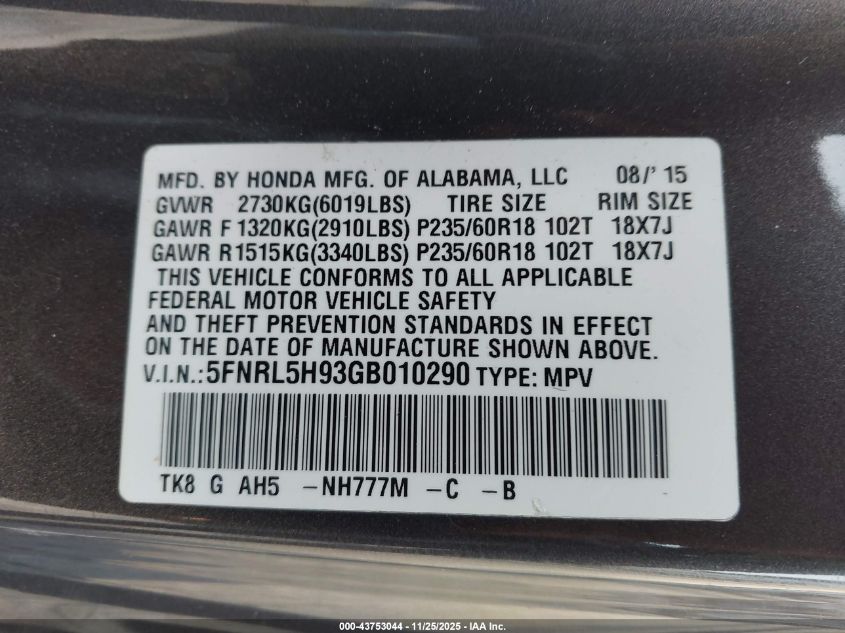 MFD. BY HONDA MFG. OF ALABAMA, LLC 08/' 15
GVWR 2730KG(6019LBS) TIRE SIZE RIM SIZE
GAWR F 1320KG(2910LBS) P235/60R18 102T 18X7J
GAWR R1515KG(3340LBS) P235/60R18 102T 18X7J
THIS VEHICLE CONFORMS TO ALL APPLICABLE
FEDERAL MOTOR VEHICLE SAFETY
AND THEFT PREVENTION STANDARDS IN EFFECT
ON THE DATE OF MANUFACTURE SHOWN ABOVE.
V.I.N.:5FNRL5H93GB010290 TYPE: MPV
TK8 G AH5 -NH777M -C -B
000-43753044 - 11/25/2025 - IAA Inc.